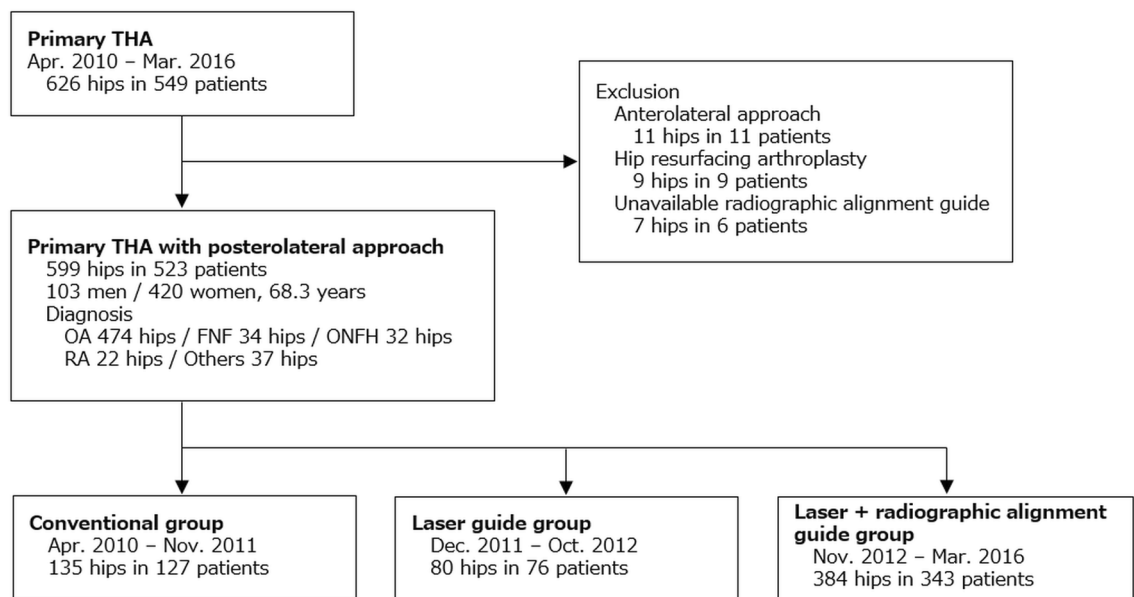 Primary THA
Apr. 2010 – Mar. 2016
626 hips in 549 patients
Exclusion
Anterolateral approach
11 hips in 11 patients
Hip resurfacing arthroplasty
9 hips in 9 patients
Unavailable radiographic alignment guide
7 hips in 6 patients
Primary THA with posterolateral approach
599 hips in 523 patients
103 men / 420 women, 68.3 years
Diagnosis
OA 474 hips / FNF 34 hips / ONFH 32 hips
RA 22 hips / Others 37 hips
Conventional group
Apr. 2010 – Nov. 2011
135 hips in 127 patients
Laser guide group
Dec. 2011 – Oct. 2012
80 hips in 76 patients
Laser + radiographic alignment
guide group
Nov. 2012 – Mar. 2016
384 hips in 343 patients